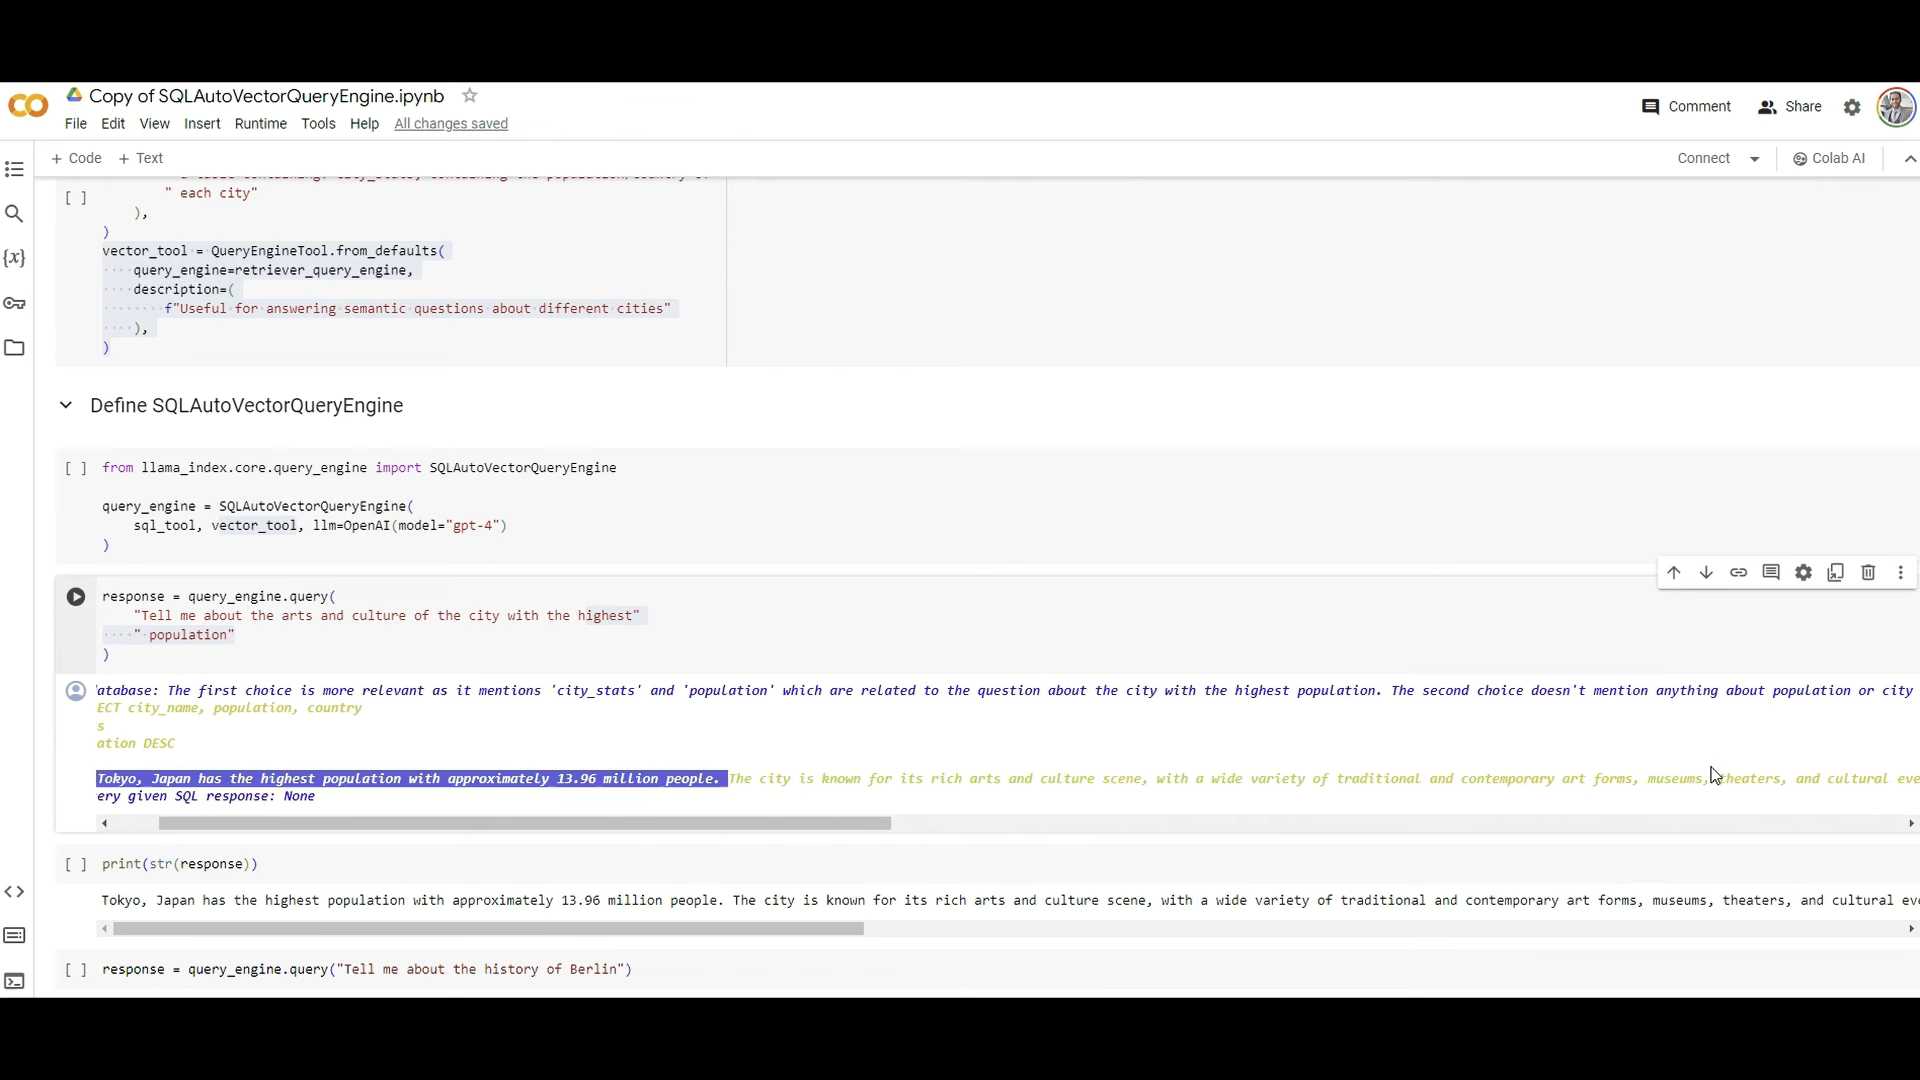 Copy of SQLAutoVectorQueryEngine.ipynb
File Edit View Insert Runtime Tools Help All changes saved
Comment Share
+ Code + Text
Connect Colab AI
[ ] " each city"
),
)
vector_tool = QueryEngineTool.from_defaults(
query_engine=retriever_query_engine,
description=(
f"Useful for answering semantic questions about different cities"
),
)
Define SQLAutoVectorQueryEngine
[ ] from llama_index.core.query_engine import SQLAutoVectorQueryEngine
query_engine = SQLAutoVectorQueryEngine(
sql_tool, vector_tool, llm=OpenAI(model="gpt-4")
)
response = query_engine.query(
"Tell me about the arts and culture of the city with the highest"
" population"
)
atabase: The first choice is more relevant as it mentions 'city_stats' and 'population' which are related to the question about the city with the highest population. The second choice doesn't mention anything about population or city
ECT city_name, population, country
s
ation DESC
Tokyo, Japan has the highest population with approximately 13.96 million people. The city is known for its rich arts and culture scene, with a wide variety of traditional and contemporary art forms, museums, theaters, and cultural eve
ery given SQL response: None
[ ] print(str(response))
Tokyo, Japan has the highest population with approximately 13.96 million people. The city is known for its rich arts and culture scene, with a wide variety of traditional and contemporary art forms, museums, theaters, and cultural eve
[ ] response = query_engine.query("Tell me about the history of Berlin")